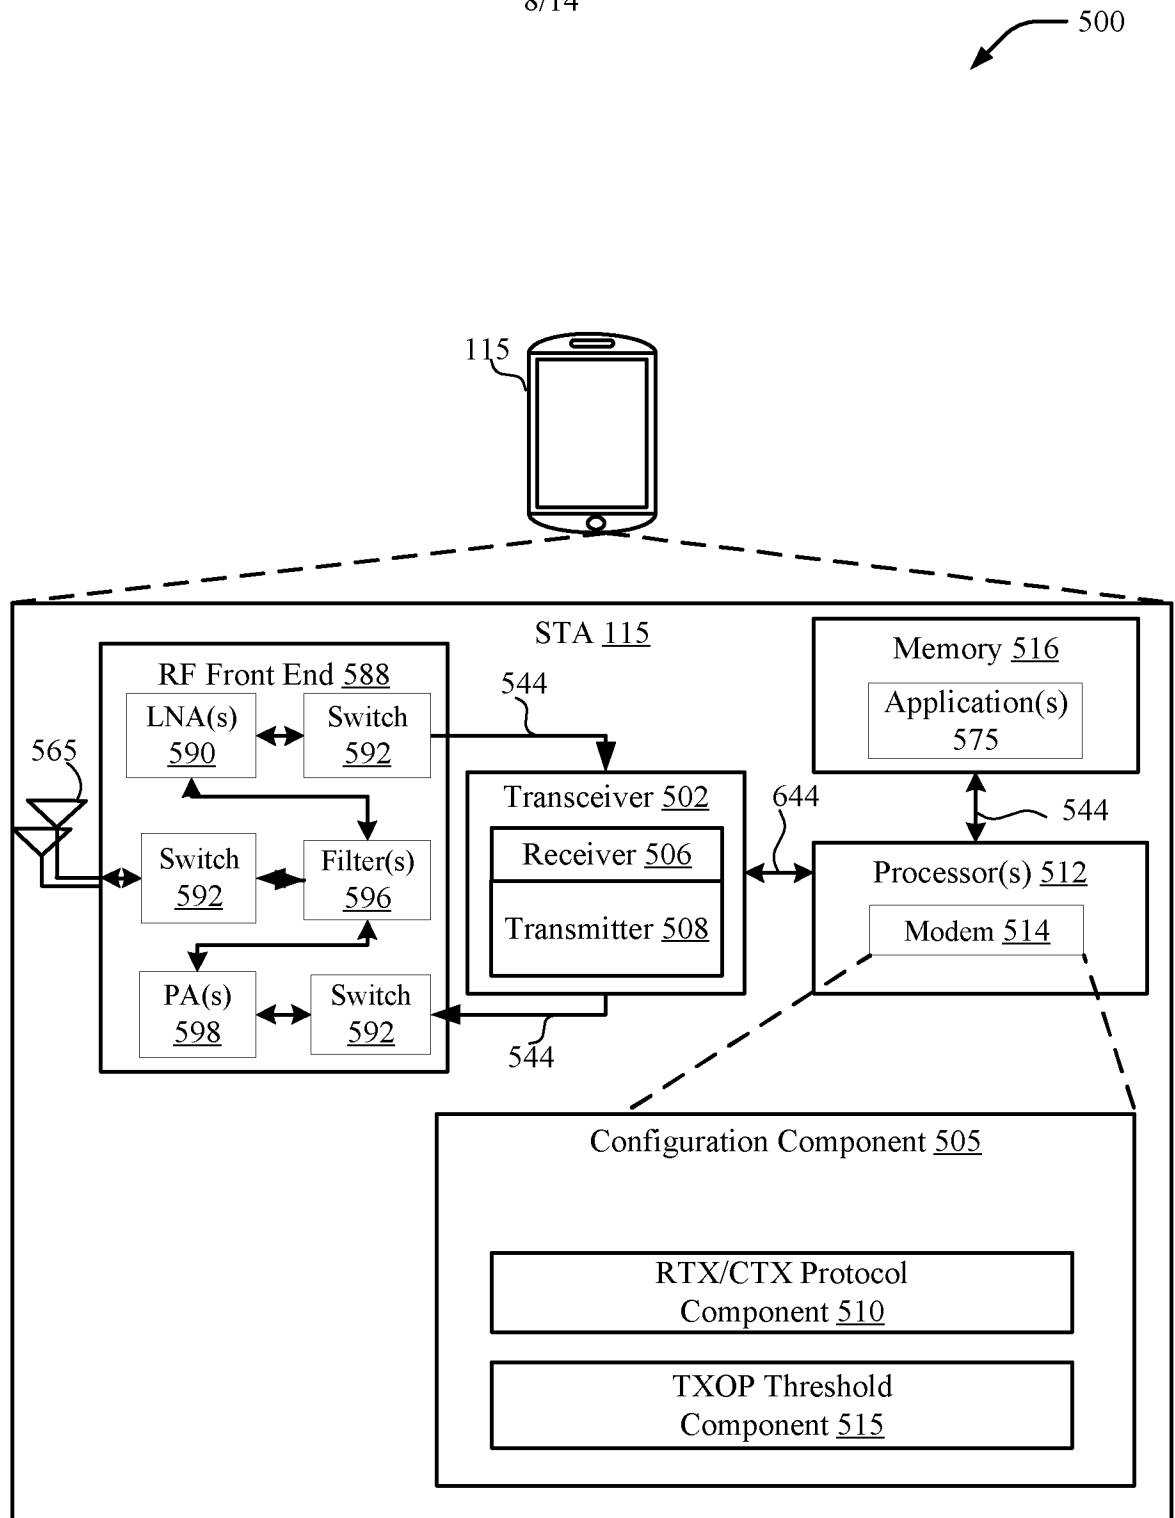 8/14
500
115
STA 115
RF Front End 588
LNA(s)
590
Switch
592
544
Memory 516
Application(s)
575
565
Transceiver 502
Receiver 506
Transmitter 508
644
544
Switch
592
Filter(s)
596
Processor(s) 512
Modem 514
PA(s)
598
Switch
592
544
Configuration Component 505
RTX/CTX Protocol
Component 510
TXOP Threshold
Component 515